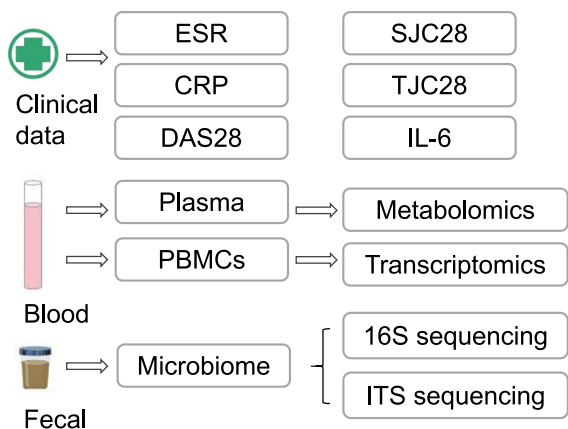 ESR
SJC28
Clinical
data
CRP
TJC28
DAS28
IL-6
Plasma
Metabolomics
PBMCs
Transcriptomics
Blood
Microbiome
16S sequencing
ITS sequencing
Fecal